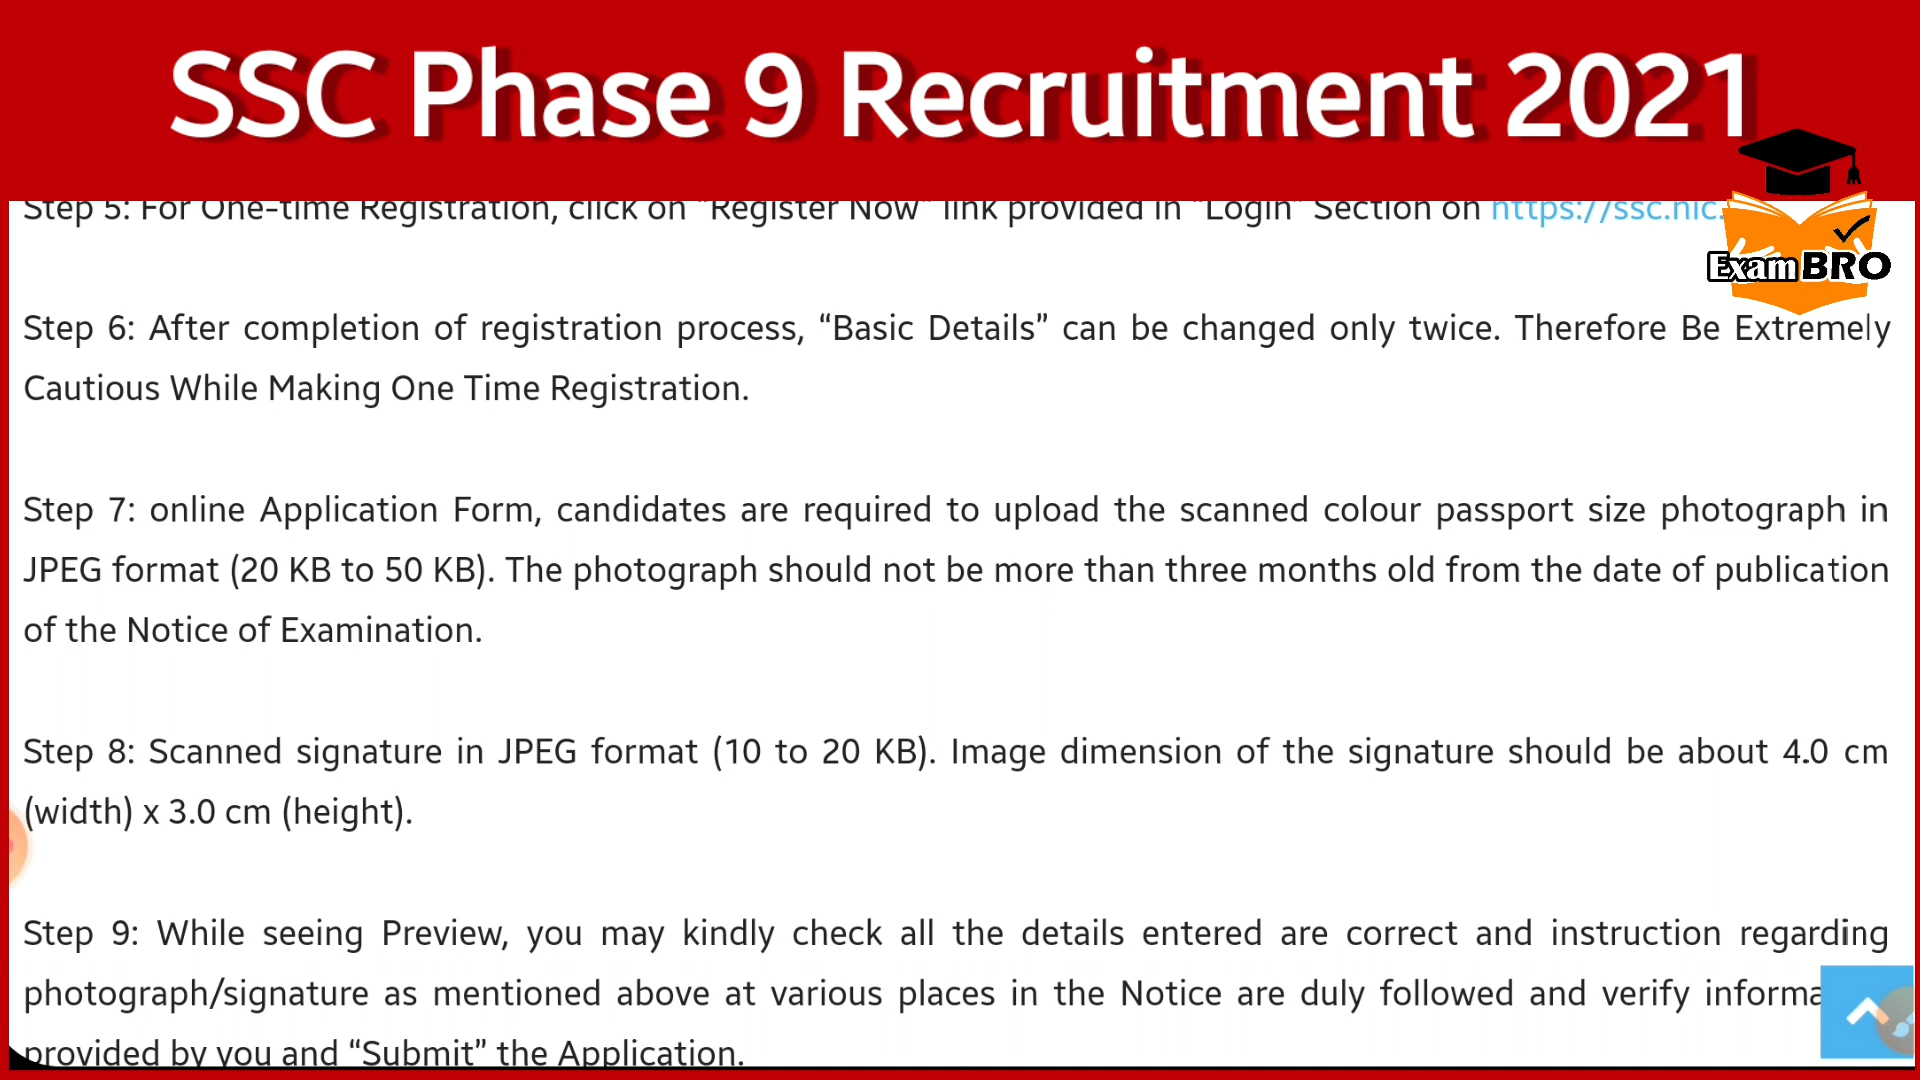 SSC Phase 9 Recruitment 2021
Step 5: For One-time Registration, click on “Register Now” link provided in “Login” Section on https://ssc.nic.
Exam BRO
Step 6: After completion of registration process, “Basic Details” can be changed only twice. Therefore Be Extremely
Cautious While Making One Time Registration.
Step 7: online Application Form, candidates are required to upload the scanned colour passport size photograph in
JPEG format (20 KB to 50 KB). The photograph should not be more than three months old from the date of publication
of the Notice of Examination.
Step 8: Scanned signature in JPEG format (10 to 20 KB). Image dimension of the signature should be about 4.0 cm
(width) x 3.0 cm (height).
Step 9: While seeing Preview, you may kindly check all the details entered are correct and instruction regarding
photograph/signature as mentioned above at various places in the Notice are duly followed and verify informa
provided by you and “Submit” the Application.